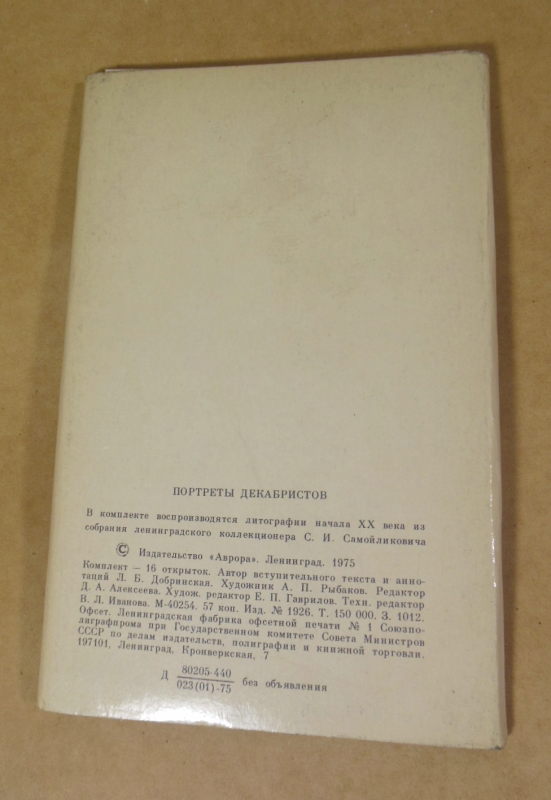 ПОРТРЕТЫ ДЕКАБРИСТОВ
В комплекте воспроизводятся литографии начала XX века из
собрания ленинградского коллекционера С. И. Самойликовича
© Издательство «Аврора». Ленинград. 1975
Комплект — 16 открыток. Автор вступительного текста и анно-
таций Л. Б. Добринская. Художник А. П. Рыбаков. Редактор
Д. А. Алексеева. Худож. редактор Е. П. Гаврилов. Техн. редактор
В. Л. Иванова. М-40254. 57 коп. Изд. № 1926. Т. 150 000. З. 1012.
Офсет. Ленинградская фабрика офсетной печати № 1 Союзпо-
лиграфпрома при Государственном комитете Совета Министров
СССР по делам издательств, полиграфии и книжной торговли.
197101, Ленинград, Кронверкская, 7
Д 80205-440
023(01)-75 без объявления